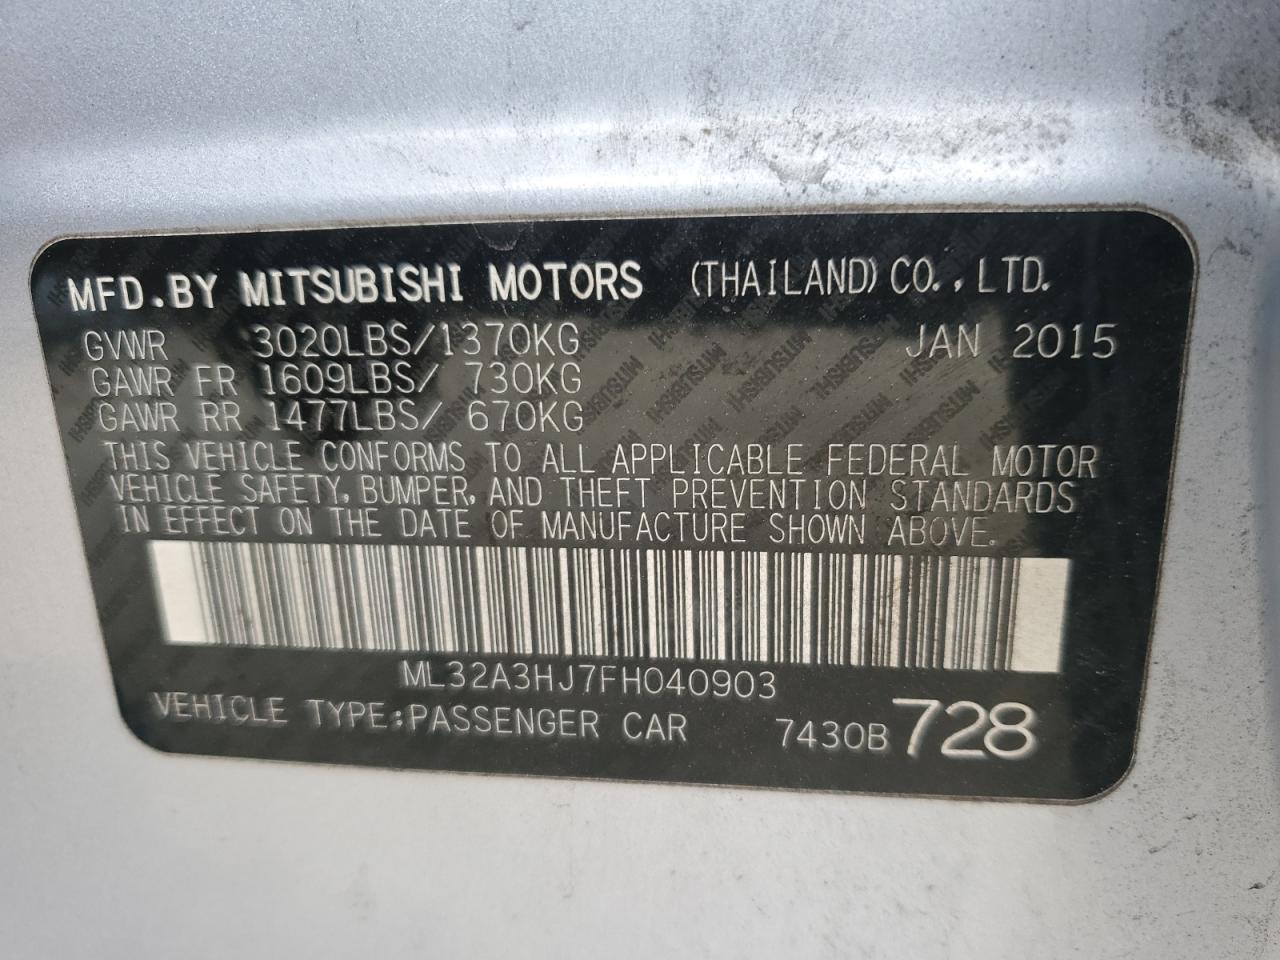 MFD.BY MITSUBISHI MOTORS (THAILAND) CO.,LTD.
GVWR 3020LBS/1370KG JAN 2015
GAWR FR 1609LBS/ 730KG
GAWR RR 1477LBS/ 670KG
THIS VEHICLE CONFORMS TO ALL APPLICABLE FEDERAL MOTOR
VEHICLE SAFETY, BUMPER, AND THEFT PREVENTION STANDARDS
IN EFFECT ON THE DATE OF MANUFACTURE SHOWN ABOVE.
ML32A3HJ7FH040903
VEHICLE TYPE:PASSENGER CAR 7430B 728